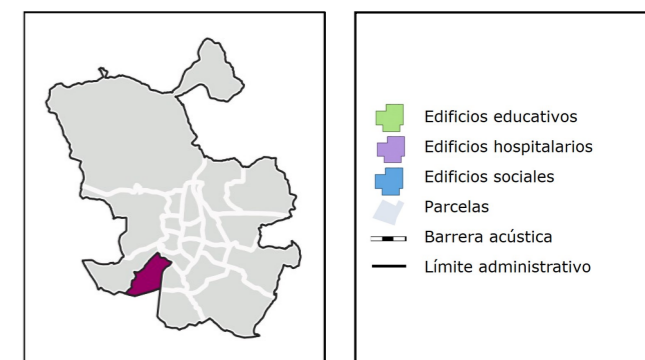 Edificios educativos
Edificios hospitalarios
Edificios sociales
Parcelas
Barrera acústica
Límite administrativo